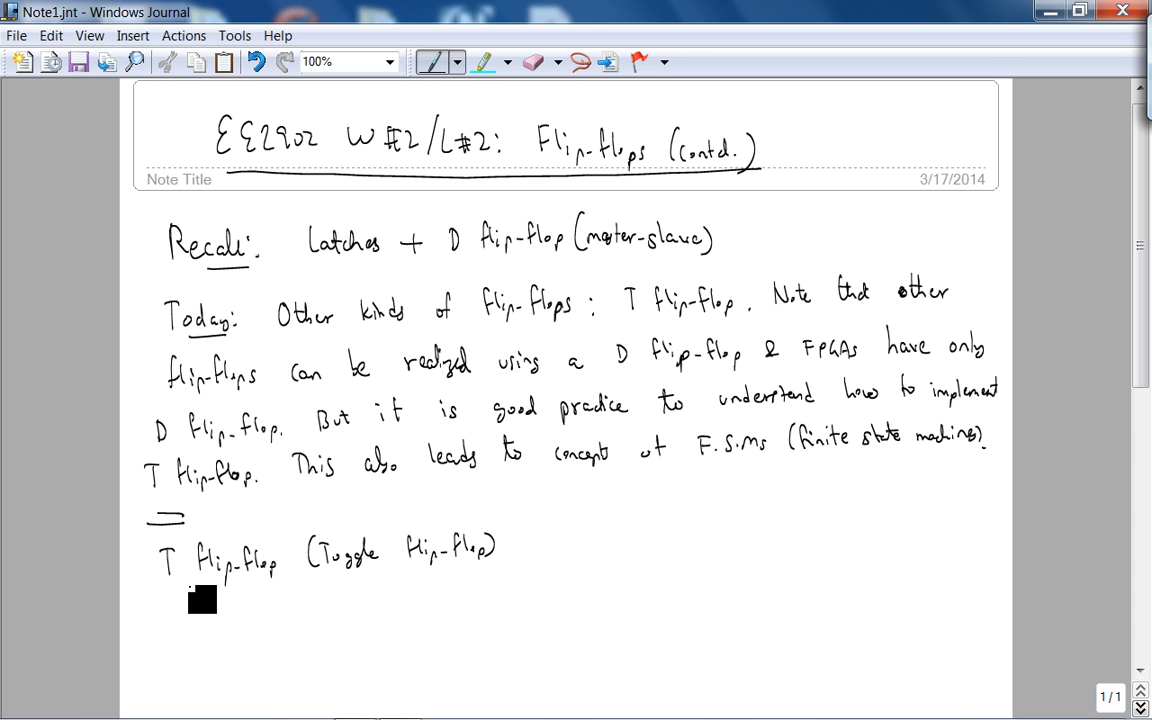 Note1.jnt - Windows Journal
File Edit View Insert Actions Tools Help
100%
EE2902 W#2/L#2: Flip-flops (contd.)
Note Title
3/17/2014
Recall: Latches + D flip-flop (master-slave)
Today: Other kinds of flip-flops: T flip-flop. Note that other
flip-flops can be realized using a D flip-flop & FPGAs have only
D flip-flop. But it is good practice to understand how to implement
T flip-flop. This also leads to concept of F.S.Ms (finite state machines).
T flip-flop (Toggle flip-flop)
1/1